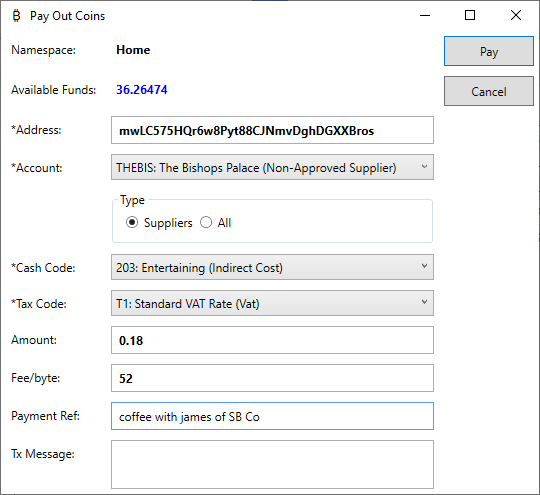 Pay Out Coins
Namespace: Home
Pay
Available Funds: 36.26474
Cancel
*Address: mwLC575HQr6w8Pyt88CJNmvDghDGXXBros
*Account: THEBIS: The Bishops Palace (Non-Approved Supplier)
Type
Suppliers All
*Cash Code: 203: Entertaining (Indirect Cost)
*Tax Code: T1: Standard VAT Rate (Vat)
Amount: 0.18
Fee/byte: 52
Payment Ref: coffee with james of SB Co
Tx Message: